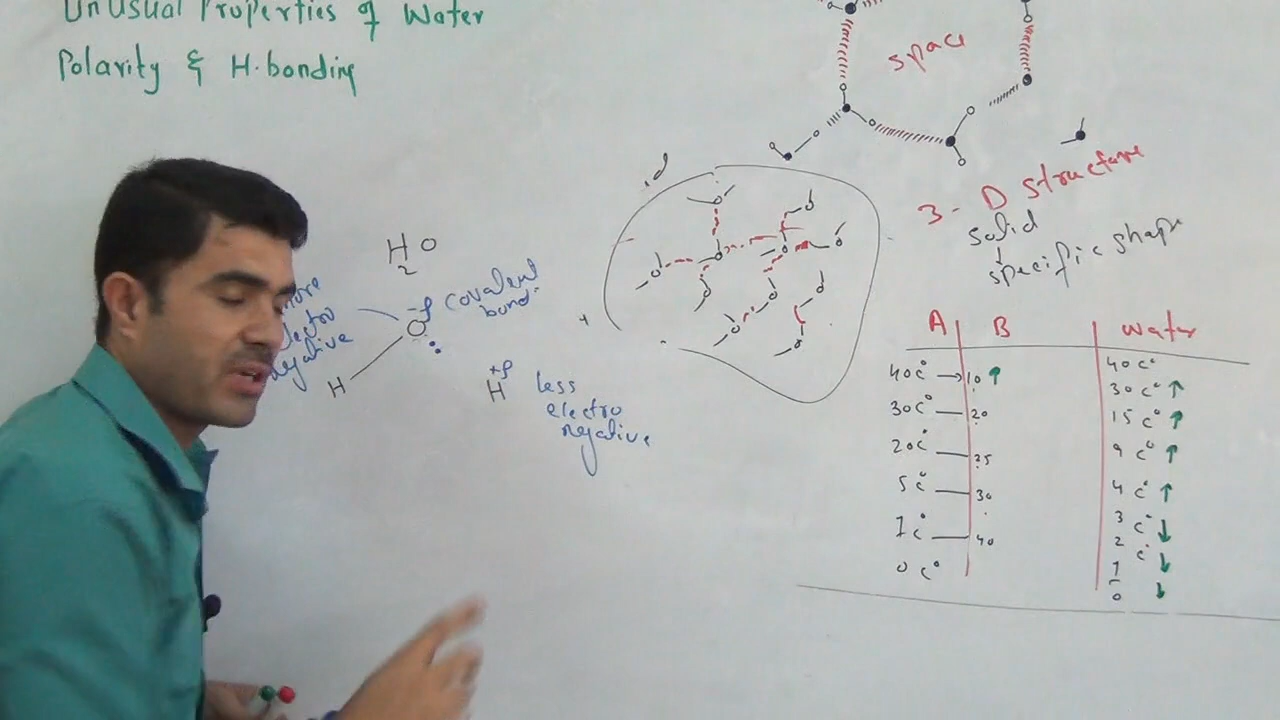 Unusual Properties of Water
Polarity & H-bonding
H2O
more
electro
negative
covalent
bond
H
H
less
electro
negative
space
3-D structure
solid
specific shape
A B Water
40c° 10 ↑ 40c°
30c° 20 30c° ↑
20c° 25 15c° ↑
5c° 30 9c° ↑
1c° 40 4c° ↑
0c° 3c° ↓
2c° ↓
1
0 ↓